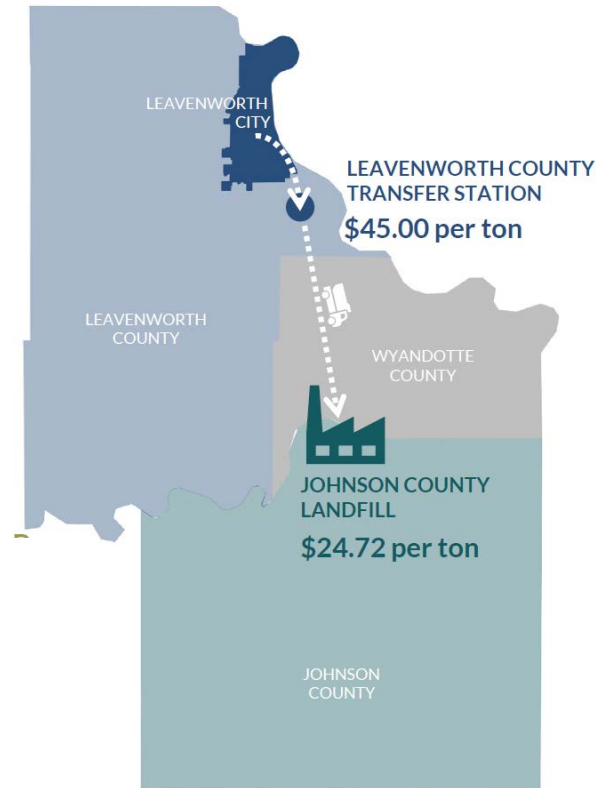 LEAVENWORTH
CITY
LEAVENWORTH COUNTY
TRANSFER STATION
$45.00 per ton
LEAVENWORTH
COUNTY
WYANDOTTE
COUNTY
JOHNSON COUNTY
LANDFILL
$24.72 per ton
JOHNSON
COUNTY